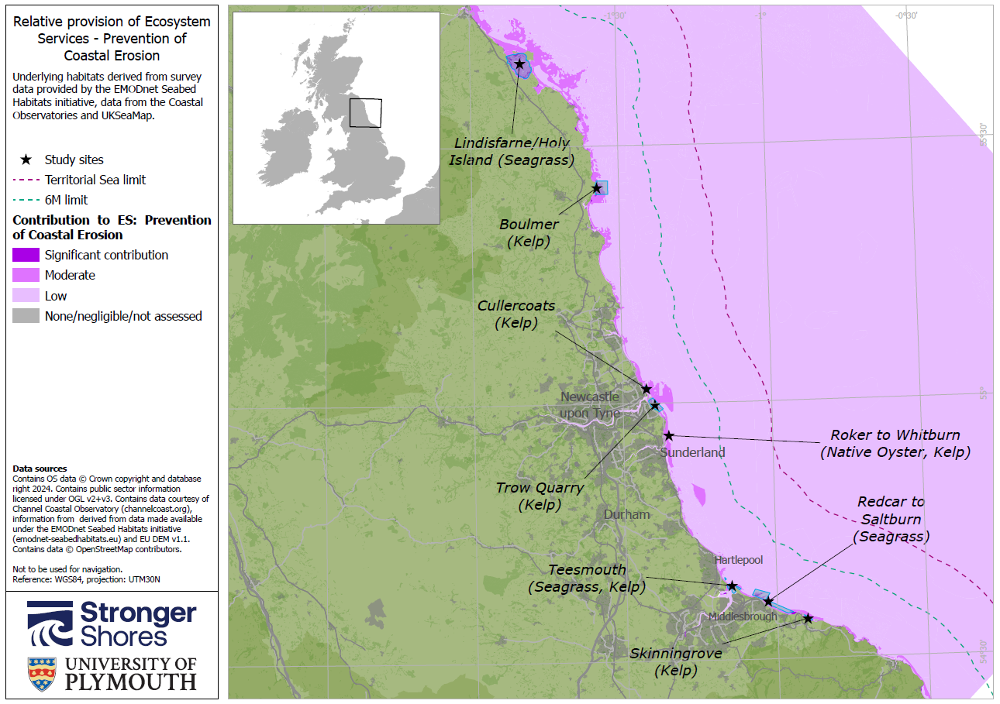 Relative provision of Ecosystem
Services - Prevention of
Coastal Erosion
Underlying habitats derived from survey
data provided by the EMODnet Seabed
Habitats initiative, data from the Coastal
Observatories and UKSeaMap.
Study sites
Territorial Sea limit
6M limit
Contribution to ES: Prevention
of Coastal Erosion
Significant contribution
Moderate
Low
None/negligible/not assessed
Data sources
Contains OS data © Crown copyright and database
right 2024. Contains public sector information
licensed under OGL v2+v3. Contains data courtesy of
Channel Coastal Observatory (channelcoast.org),
information from derived from data made available
under the EMODnet Seabed Habitats initiative
(emodnet-seabedhabitats.eu) and EU DEM v1.1.
Contains data © OpenStreetMap contributors.
Not to be used for navigation.
Reference: WGS84, projection: UTM30N
Stronger
Shores
UNIVERSITY OF
PLYMOUTH
-1°30'
-1°
-0°30'
55°30'
Lindisfarne/Holy
Island (Seagrass)
Boulmer
(Kelp)
Cullercoats
(Kelp)
55°
Newcastle
upon Tyne
Roker to Whitburn
(Native Oyster, Kelp)
Sunderland
Trow Quarry
(Kelp)
Durham
Redcar to
Saltburn
(Seagrass)
Hartlepool
Teesmouth
(Seagrass, Kelp)
Middlesbrough
Skinningrove
(Kelp)
54°30'